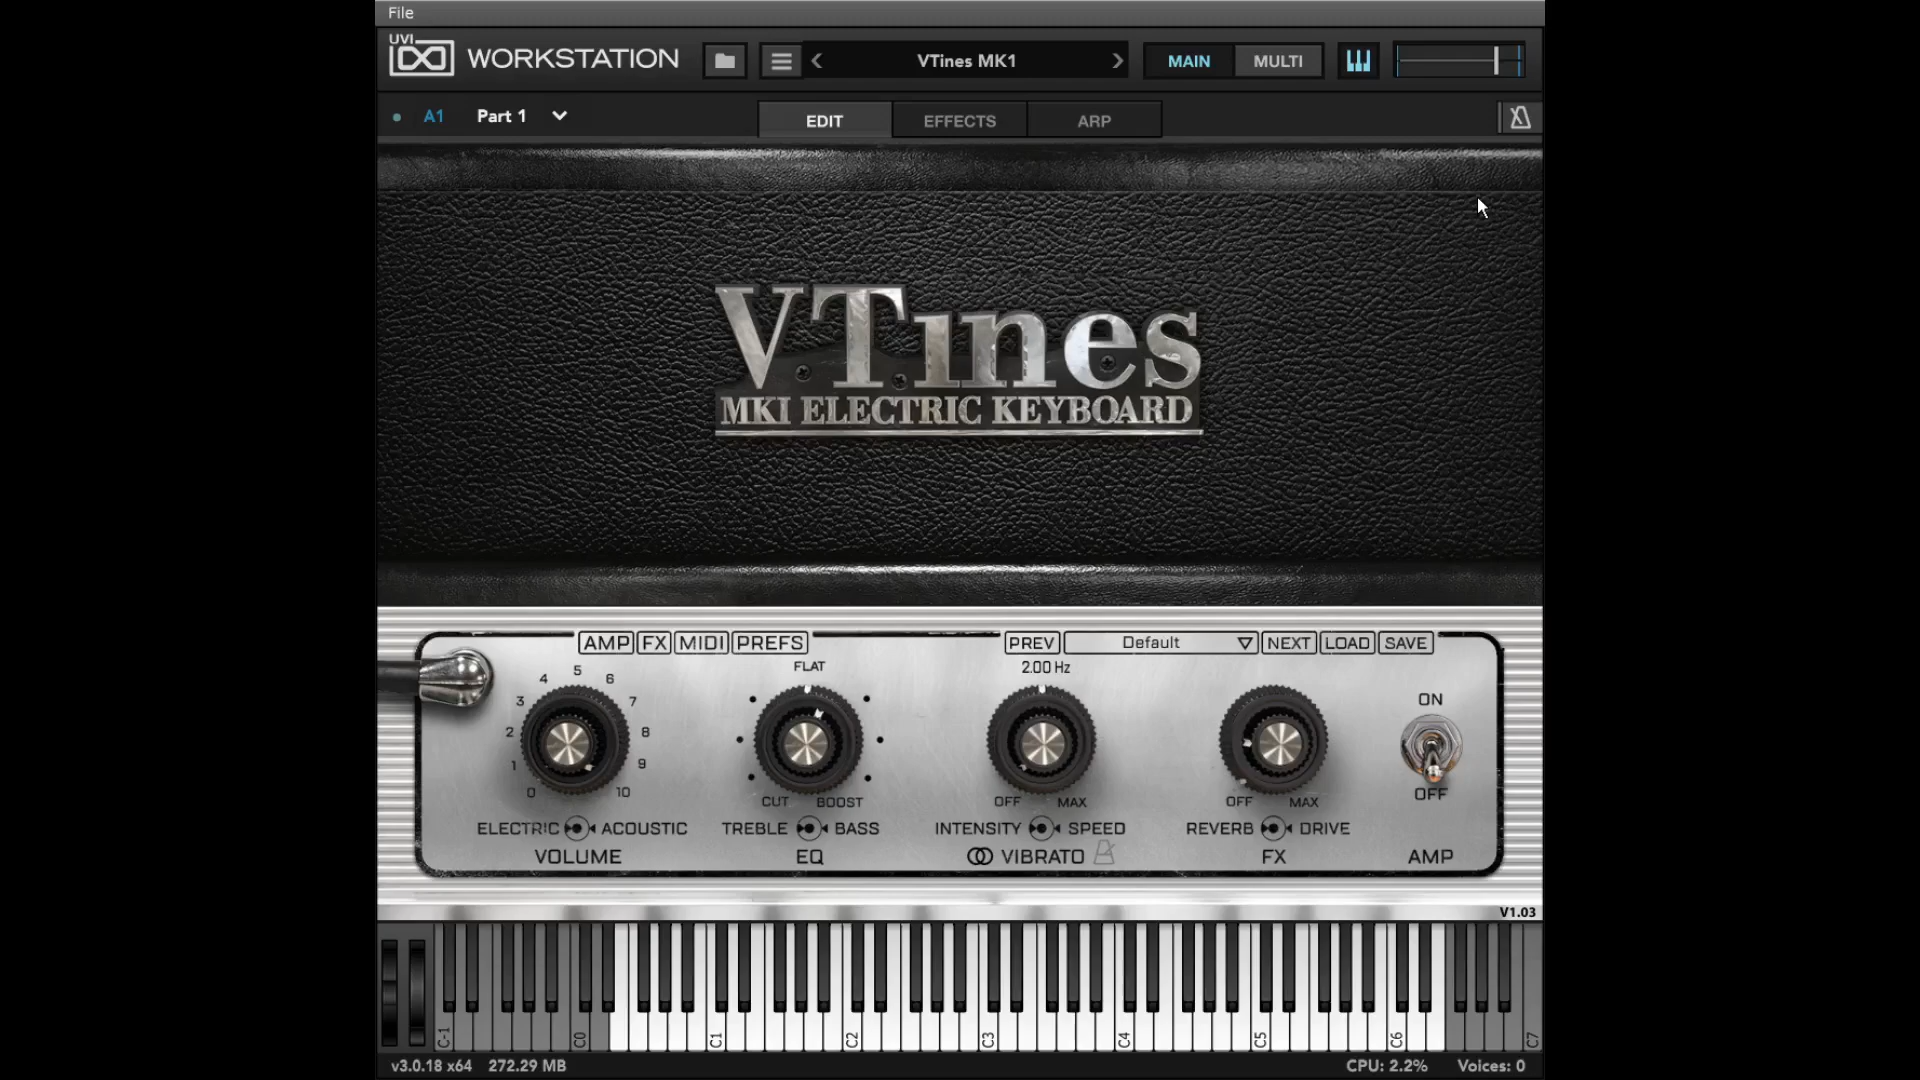 File
UVI WORKSTATION
VTines MK1
MAIN
MULTI
A1 Part 1
EDIT
EFFECTS
ARP
VTines
MKI ELECTRIC KEYBOARD
AMP FX MIDI PREFS
PREV Default NEXT LOAD SAVE
0 1 2 3 4 5 6 7 8 9 10
FLAT
2.00 Hz
ON
OFF
CUT BOOST
OFF MAX
OFF MAX
ELECTRIC ACOUSTIC
TREBLE BASS
INTENSITY SPEED
REVERB DRIVE
VOLUME
EQ
VIBRATO
FX
AMP
V1.03
C-1 C0 C1 C2 C3 C4 C5 C6 C7
v3.0.18 x64 272.29 MB
CPU: 2.2% Voices: 0